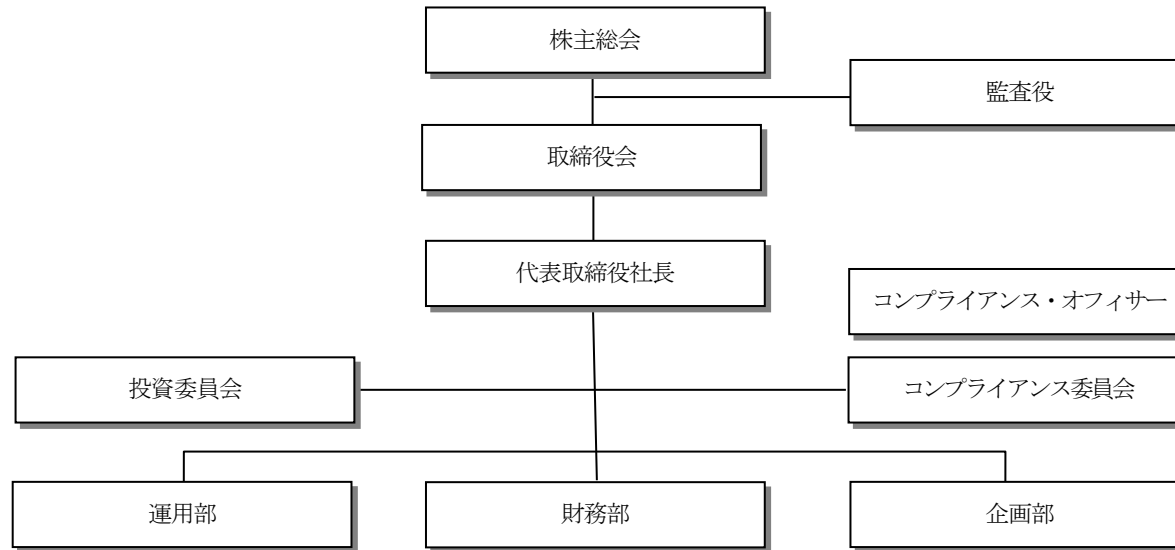 株主総会
監査役
取締役会
代表取締役社長
コンプライアンス・オフィサー
投資委員会
コンプライアンス委員会
運用部
財務部
企画部